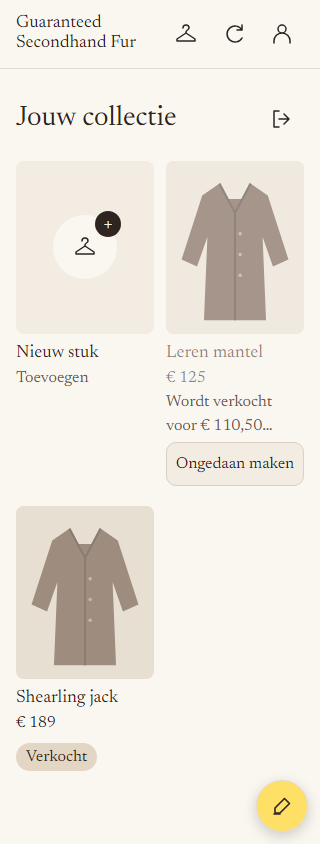 Guaranteed
Secondhand Fur
Jouw collectie
Nieuw stuk
Toevoegen
Leren mantel
€ 125
Wordt verkocht
voor € 110,50...
Ongedaan maken
Shearling jack
€ 189
Verkocht